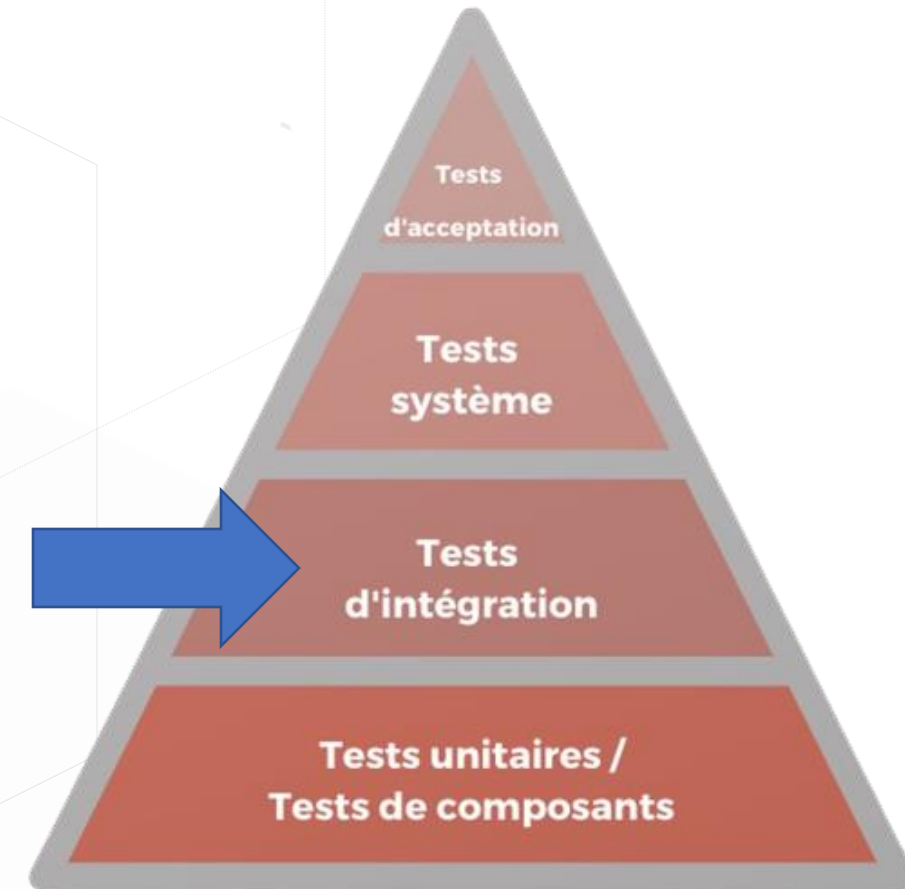 Tests
d'acceptation
Tests
système
Tests
d'intégration
Tests unitaires /
Tests de composants